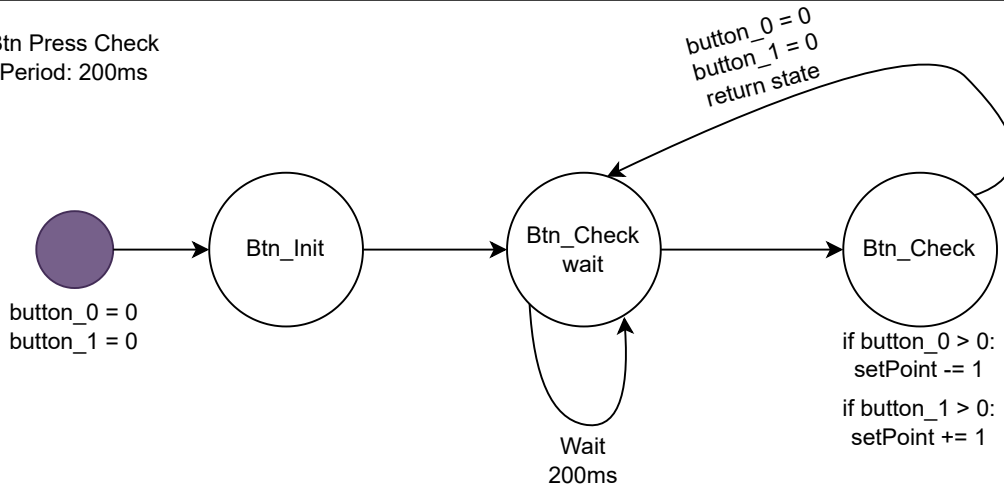 Btn Press Check
Period: 200ms
button_0 = 0
button_1 = 0
return state
Btn_Init
Btn_Check
wait
Btn_Check
button_0 = 0
button_1 = 0
if button_0 > 0:
setPoint -= 1
if button_1 > 0:
setPoint += 1
Wait
200ms